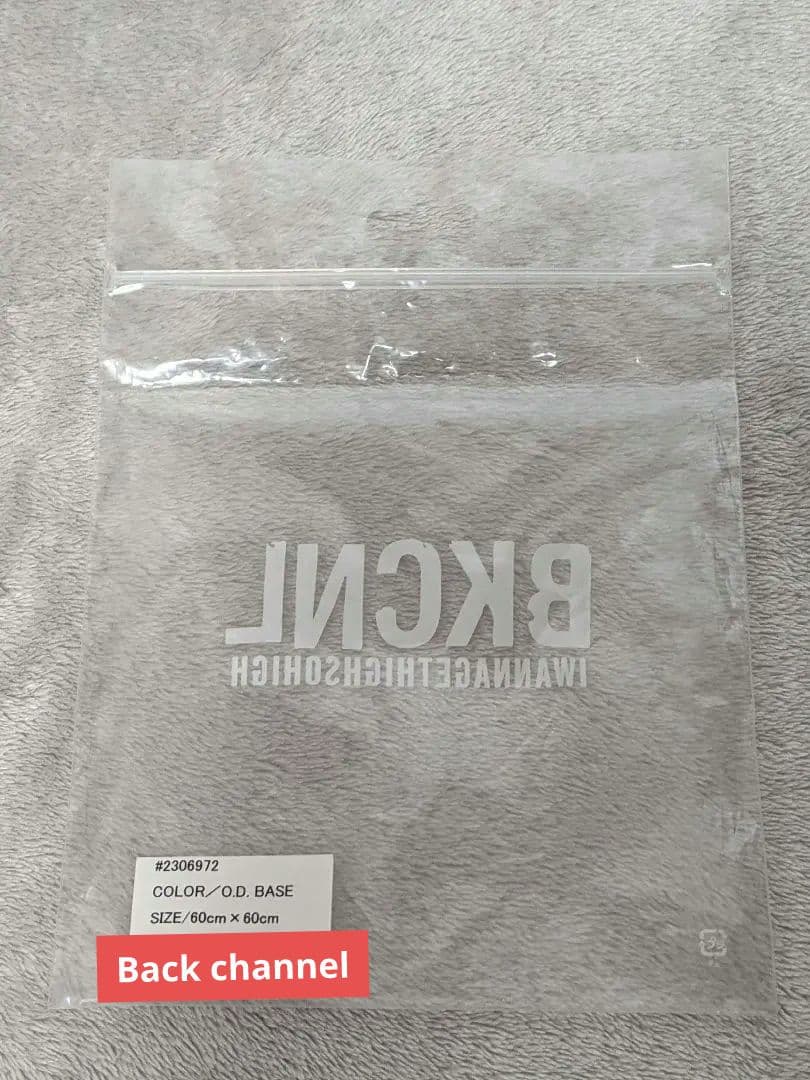 BKCNL
IWANNAGETHIGHSOHIGH
#2306972
COLOR/O.D. BASE
SIZE/60cm×60cm
Back channel